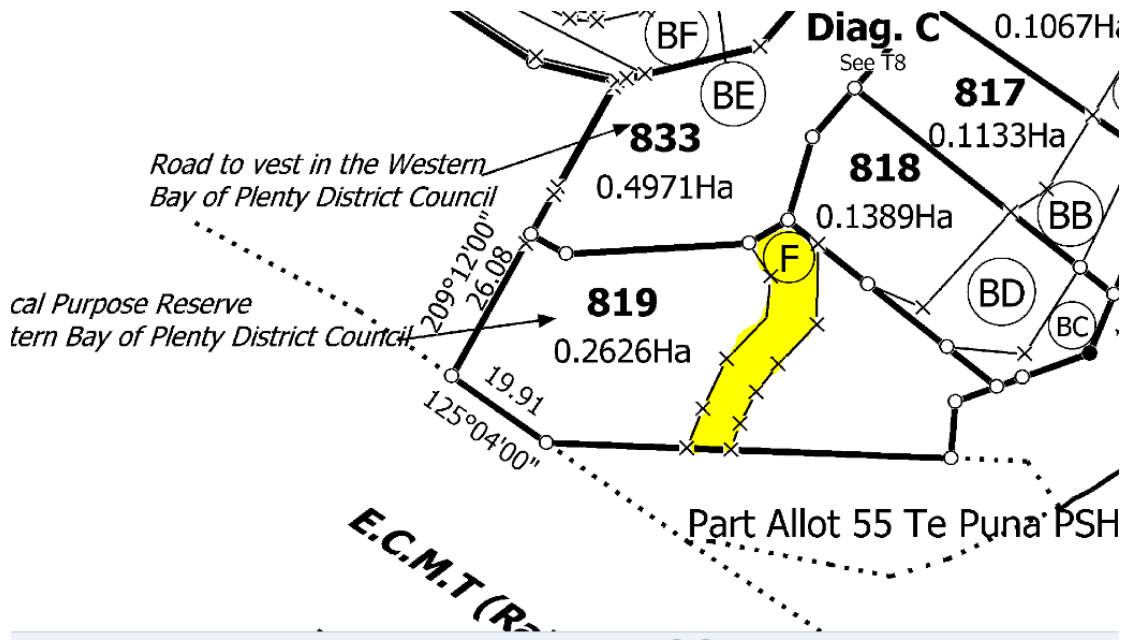 BF
Diag. C
See T8
0.1067Ha
BE
817
0.1133Ha
833
0.4971Ha
Road to vest in the Western
Bay of Plenty District Council
818
0.1389Ha
BB
F
BD
BC
209°12'00"
26.08
cal Purpose Reserve
tern Bay of Plenty District Council
819
0.2626Ha
19.91
125°04'00"
Part Allot 55 Te Puna PSH
E.C.M.T (Ra